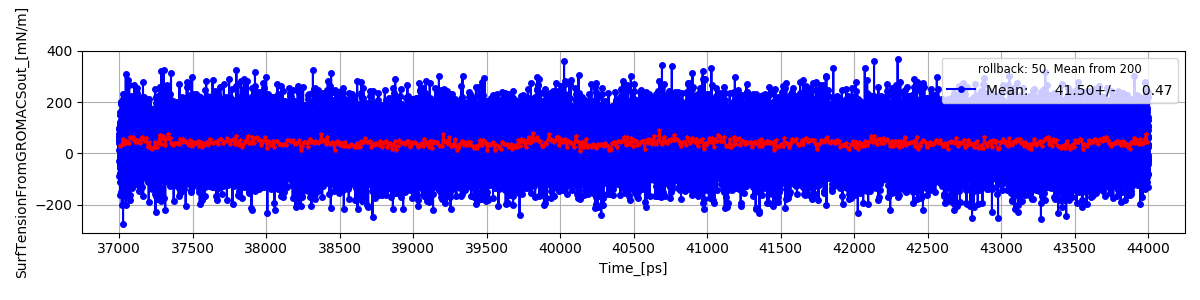 SurfTensionFromGROMACSout_[mN/m]
400
200
0
−200
rollback: 50, Mean from 200
Mean: 41.50+/- 0.47
37000 37500 38000 38500 39000 39500 40000 40500 41000 41500 42000 42500 43000 43500 44000
Time_[ps]